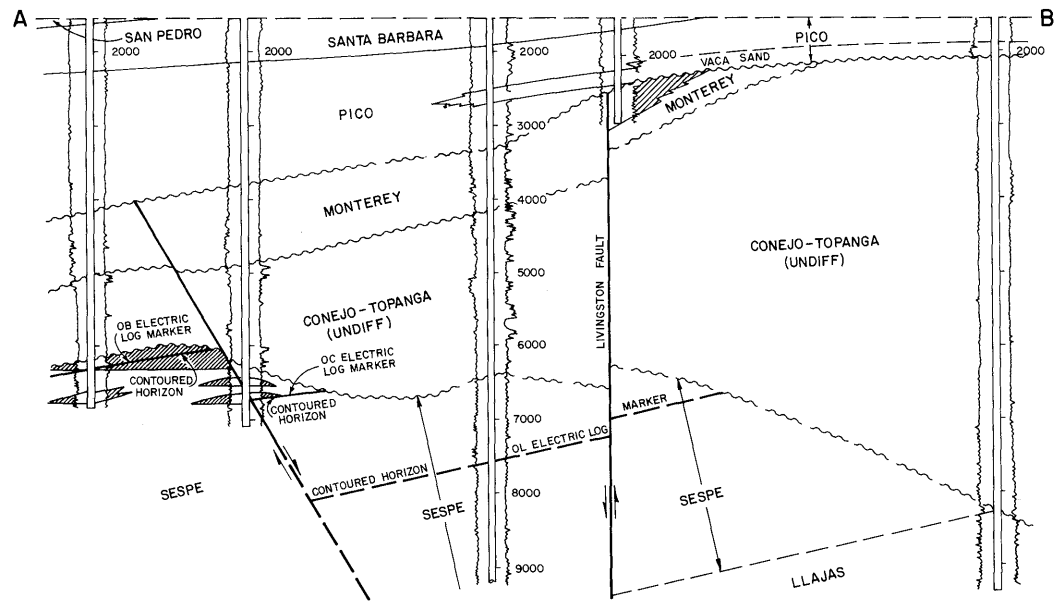 A
B
SAN PEDRO
SANTA BARBARA
PICO
2000
2000
2000
2000
2000
VACA SAND
MONTEREY
PICO
3000
4000
MONTEREY
CONEJO-TOPANGA
(UNDIFF)
5000
CONEJO-TOPANGA
(UNDIFF)
LIVINGSTON FAULT
OB ELECTRIC
LOG MARKER
6000
OC ELECTRIC
LOG MARKER
CONTOURED
HORIZON
CONTOURED
HORIZON
7000
MARKER
OL ELECTRIC LOG
CONTOURED HORIZON
SESPE
8000
SESPE
SESPE
9000
LLAJAS